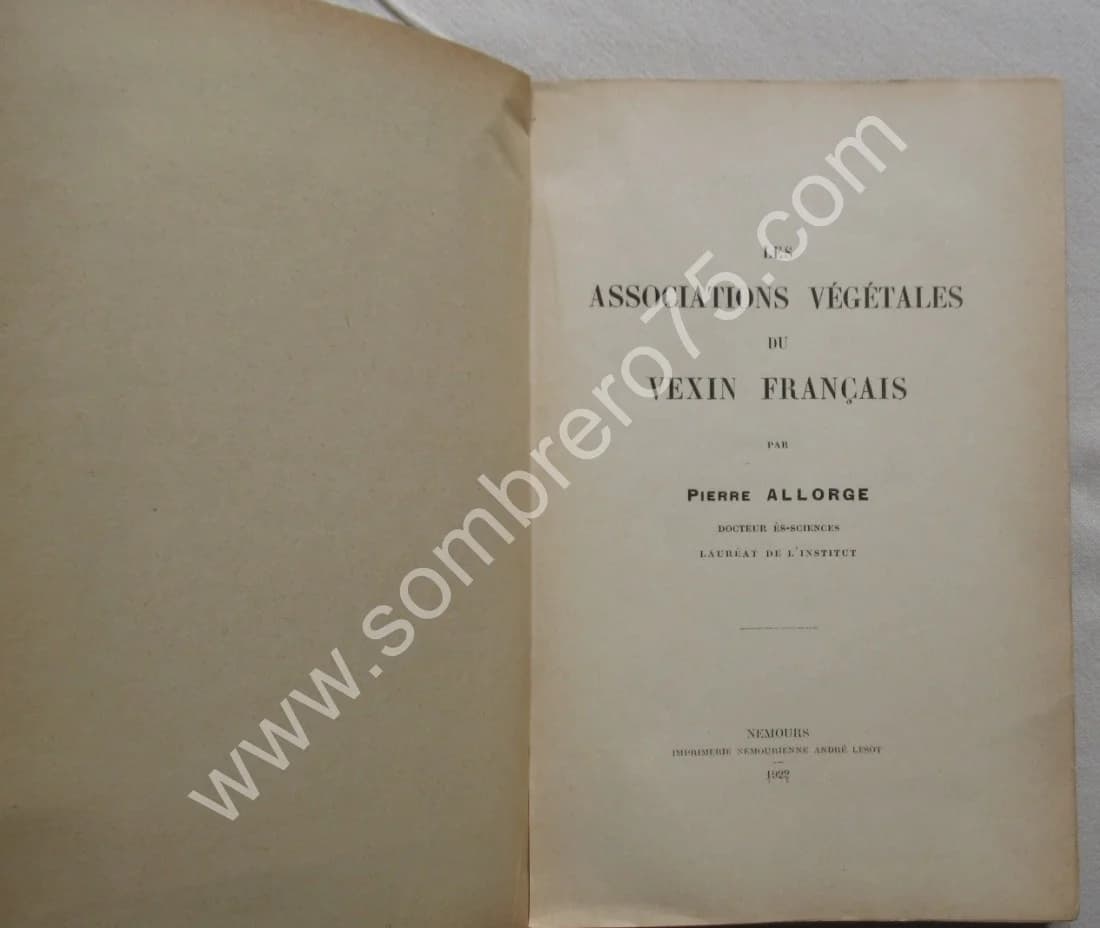 LES
ASSOCIATIONS VÉGÉTALES
DU
VEXIN FRANÇAIS
PAR
PIERRE ALLORGE
DOCTEUR ÈS-SCIENCES
LAURÉAT DE L'INSTITUT
NEMOURS
IMPRIMERIE NEMOURIENNE ANDRÉ LESOT
1922
www.sombrero75.com